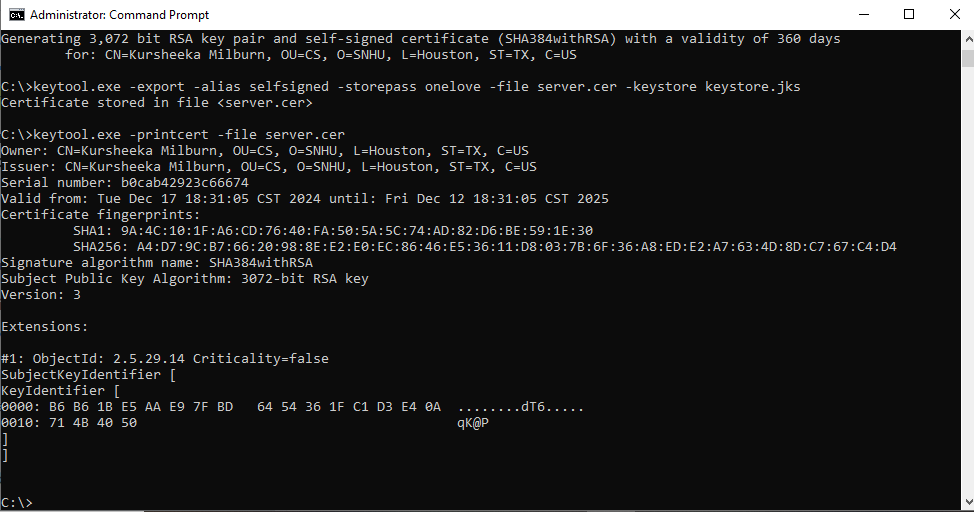 Administrator: Command Prompt
Generating 3,072 bit RSA key pair and self-signed certificate (SHA384withRSA) with a validity of 360 days
        for: CN=Kursheeka Milburn, OU=CS, O=SNHU, L=Houston, ST=TX, C=US
C:\>keytool.exe -export -alias selfsigned -storepass onelove -file server.cer -keystore keystore.jks
Certificate stored in file <server.cer>
C:\>keytool.exe -printcert -file server.cer
Owner: CN=Kursheeka Milburn, OU=CS, O=SNHU, L=Houston, ST=TX, C=US
Issuer: CN=Kursheeka Milburn, OU=CS, O=SNHU, L=Houston, ST=TX, C=US
Serial number: b0cab42923c66674
Valid from: Tue Dec 17 18:31:05 CST 2024 until: Fri Dec 12 18:31:05 CST 2025
Certificate fingerprints:
         SHA1: 9A:4C:10:1F:A6:CD:76:40:FA:50:5A:5C:74:AD:82:D6:BE:59:1E:30
         SHA256: A4:D7:9C:B7:66:20:98:8E:E2:E0:EC:86:46:E5:36:11:D8:03:7B:6F:36:A8:ED:E2:A7:63:4D:8D:C7:67:C4:D4
Signature algorithm name: SHA384withRSA
Subject Public Key Algorithm: 3072-bit RSA key
Version: 3
Extensions:
#1: ObjectId: 2.5.29.14 Criticality=false
SubjectKeyIdentifier [
KeyIdentifier [
0000: B6 B6 1B E5 AA E9 7F BD   64 54 36 1F C1 D3 E4 0A  ........dT6.....
0010: 71 4B 40 50                                        qK@P
]
]
C:\>